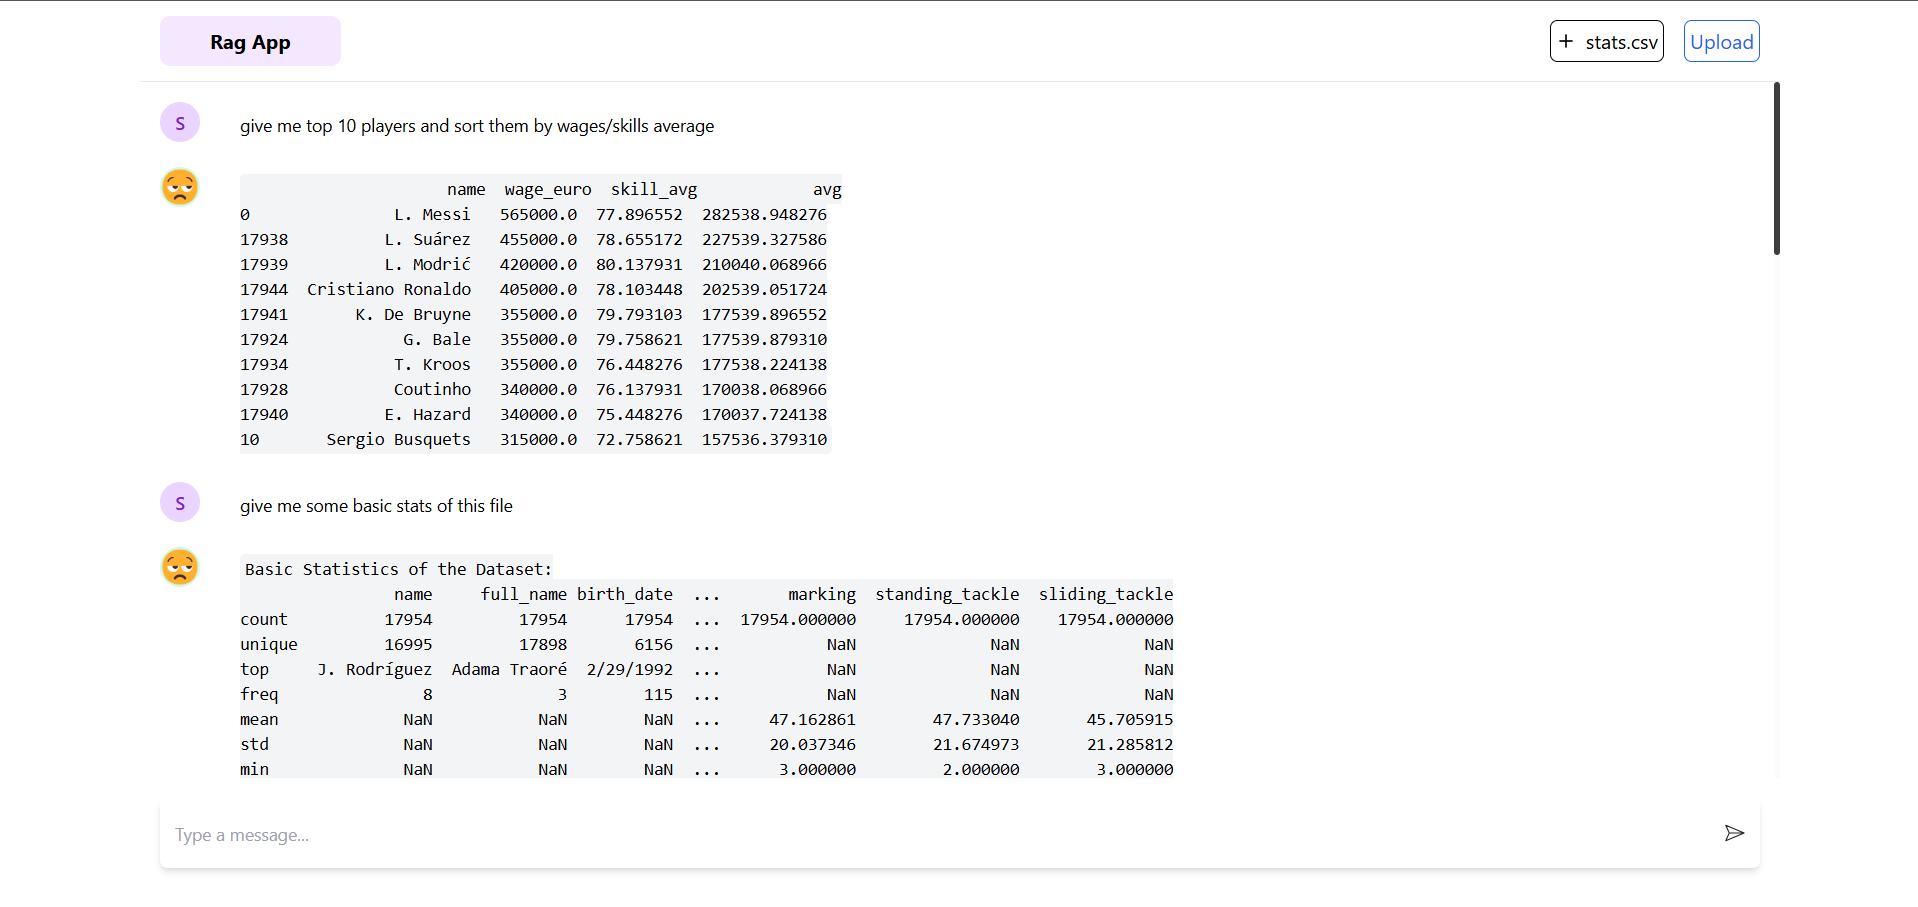 Rag App
+ stats.csv
Upload
S
give me top 10 players and sort them by wages/skills average
name wage_euro skill_avg avg
0 L. Messi 565000.0 77.896552 282538.948276
17938 L. Suárez 455000.0 78.655172 227539.327586
17939 L. Modrić 420000.0 80.137931 210040.068966
17944 Cristiano Ronaldo 405000.0 78.103448 202539.051724
17941 K. De Bruyne 355000.0 79.793103 177539.896552
17924 G. Bale 355000.0 79.758621 177539.879310
17934 T. Kroos 355000.0 76.448276 177538.224138
17928 Coutinho 340000.0 76.137931 170038.068966
17940 E. Hazard 340000.0 75.448276 170037.724138
10 Sergio Busquets 315000.0 72.758621 157536.379310
S
give me some basic stats of this file
Basic Statistics of the Dataset:
name full_name birth_date ... marking standing_tackle sliding_tackle
count 17954 17954 17954 ... 17954.000000 17954.000000 17954.000000
unique 16995 17898 6156 ... NaN NaN NaN
top J. Rodríguez Adama Traoré 2/29/1992 ... NaN NaN NaN
freq 8 3 115 ... NaN NaN NaN
mean NaN NaN NaN ... 47.162861 47.733040 45.705915
std NaN NaN NaN ... 20.037346 21.674973 21.285812
min NaN NaN NaN ... 3.000000 2.000000 3.000000
Type a message...